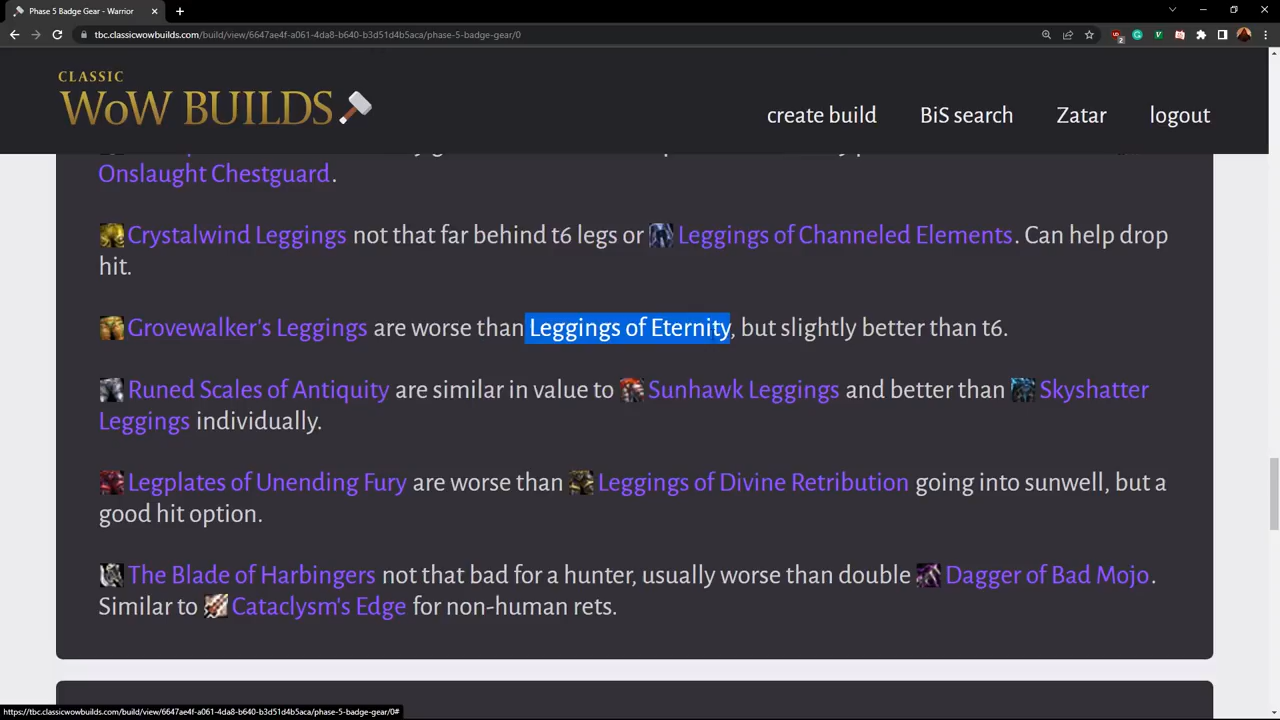 Phase 5 Badge Gear - Warrior
tbc.classicwowbuilds.com/build/view/6647ae4f-a061-4da8-b640-b3d51d4b5aca/phase-5-badge-gear/0
2
CLASSIC
WoW BUILDS
create build BiS search Zatar logout
Onslaught Chestguard.
Crystalwind Leggings not that far behind t6 legs or Leggings of Channeled Elements. Can help drop
hit.
Grovewalker's Leggings are worse than Leggings of Eternity, but slightly better than t6.
Runed Scales of Antiquity are similar in value to Sunhawk Leggings and better than Skyshatter
Leggings individually.
Legplates of Unending Fury are worse than Leggings of Divine Retribution going into sunwell, but a
good hit option.
The Blade of Harbingers not that bad for a hunter, usually worse than double Dagger of Bad Mojo.
Similar to Cataclysm's Edge for non-human rets.
https://tbc.classicwowbuilds.com/build/view/6647ae4f-a061-4da8-b640-b3d51d4b5aca/phase-5-badge-gear/0#